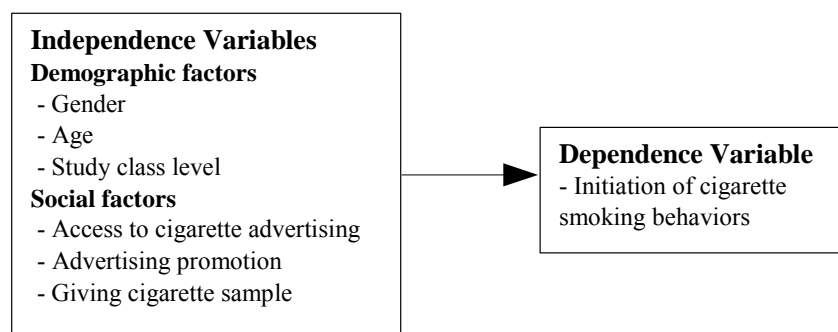 Independence Variables
Demographic factors
- Gender
- Age
- Study class level
Social factors
- Access to cigarette advertising
- Advertising promotion
- Giving cigarette sample
Dependence Variable
- Initiation of cigarette
smoking behaviors